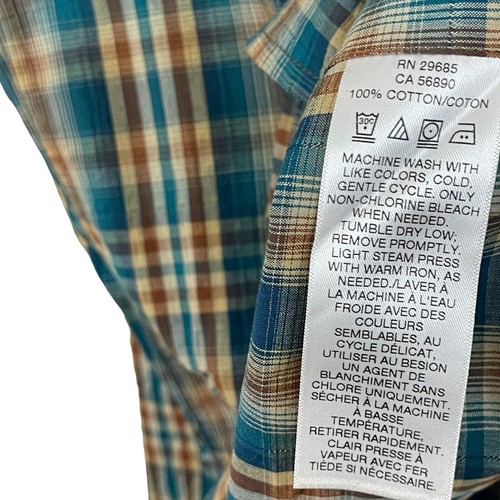 RN 29685
CA 56890
100% COTTON/COTON
30C
MACHINE WASH WITH
LIKE COLORS, COLD,
GENTLE CYCLE. ONLY
NON-CHLORINE BLEACH
WHEN NEEDED.
TUMBLE DRY LOW;
REMOVE PROMPTLY.
LIGHT STEAM PRESS
WITH WARM IRON, AS
NEEDED./LAVER À
LA MACHINE À L'EAU
FROIDE AVEC DES
COULEURS
SEMBLABLES, AU
CYCLE DÉLICAT,
UTILISER AU BESION
UN AGENT DE
BLANCHIMENT SANS
CHLORE UNIQUEMENT.
SÉCHER À LA MACHINE
À BASSE
TEMPÉRATURE,
RETIRER RAPIDEMENT.
CLAIR PRESSE À
VAPEUR AVEC FER
TIÈDE SI NÉCESSAIRE.